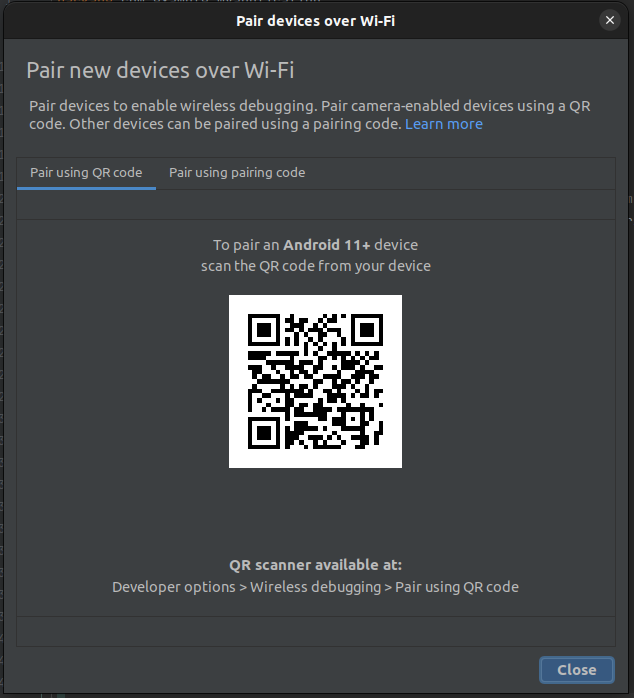 Pair devices over Wi-Fi
Pair new devices over Wi-Fi
Pair devices to enable wireless debugging. Pair camera-enabled devices using a QR
code. Other devices can be paired using a pairing code. Learn more
Pair using QR code
Pair using pairing code
To pair an Android 11+ device
scan the QR code from your device
QR scanner available at:
Developer options > Wireless debugging > Pair using QR code
Close